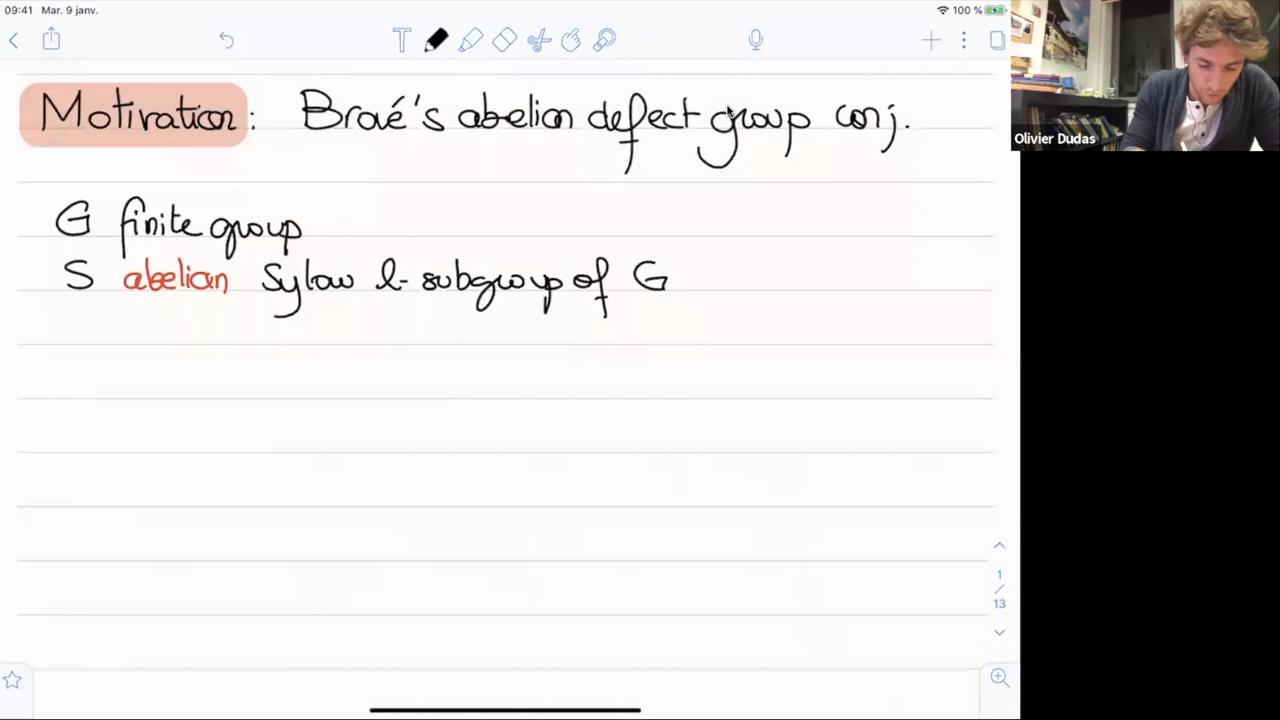 09:41 Mar. 9 janv.
100 %
Motivation : Broué's abelian defect group conj.
Olivier Dudas
G finite group
S abelian Sylow ℓ-subgroup of G
1
/
13